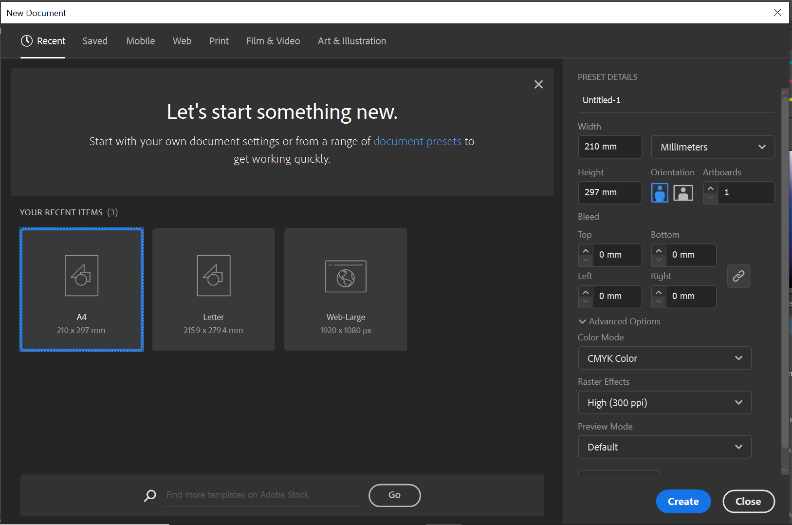 New Document
Recent Saved Mobile Web Print Film & Video Art & Illustration
Let's start something new.
Start with your own document settings or from a range of document presets to
get working quickly.
YOUR RECENT ITEMS (3)
A4
210 x 297 mm
Letter
215.9 x 279.4 mm
Web-Large
1920 x 1080 px
Find more templates on Adobe Stock
Go
PRESET DETAILS
Untitled-1
Width
210 mm Millimeters
Height Orientation Artboards
297 mm 1
Bleed
Top Bottom
0 mm 0 mm
Left Right
0 mm 0 mm
Advanced Options
Color Mode
CMYK Color
Raster Effects
High (300 ppi)
Preview Mode
Default
Create Close